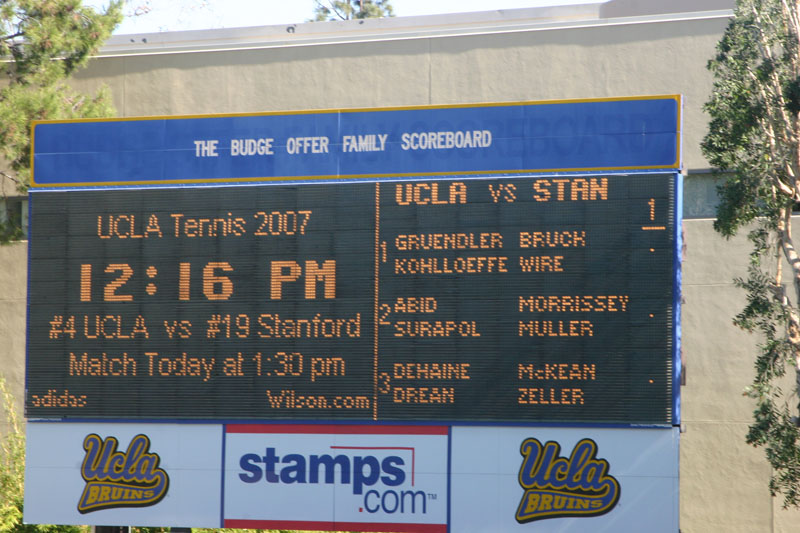 THE BUDGE OFFER FAMILY SCOREBOARD
UCLA Tennis 2007
12:16 PM
#4 UCLA vs #19 Stanford
Match Today at 1:30 pm
adidas Wilson.com
UCLA vs STAN 1
1 GRUENDLER BRUCH
KOHLLOEFFE WIRE
2 ABID MORRISSEY
SURAPOL MULLER
3 DEHAINE McKEAN
DREAN ZELLER
Ucla
BRUINS
stamps
.com™
Ucla
BRUINS